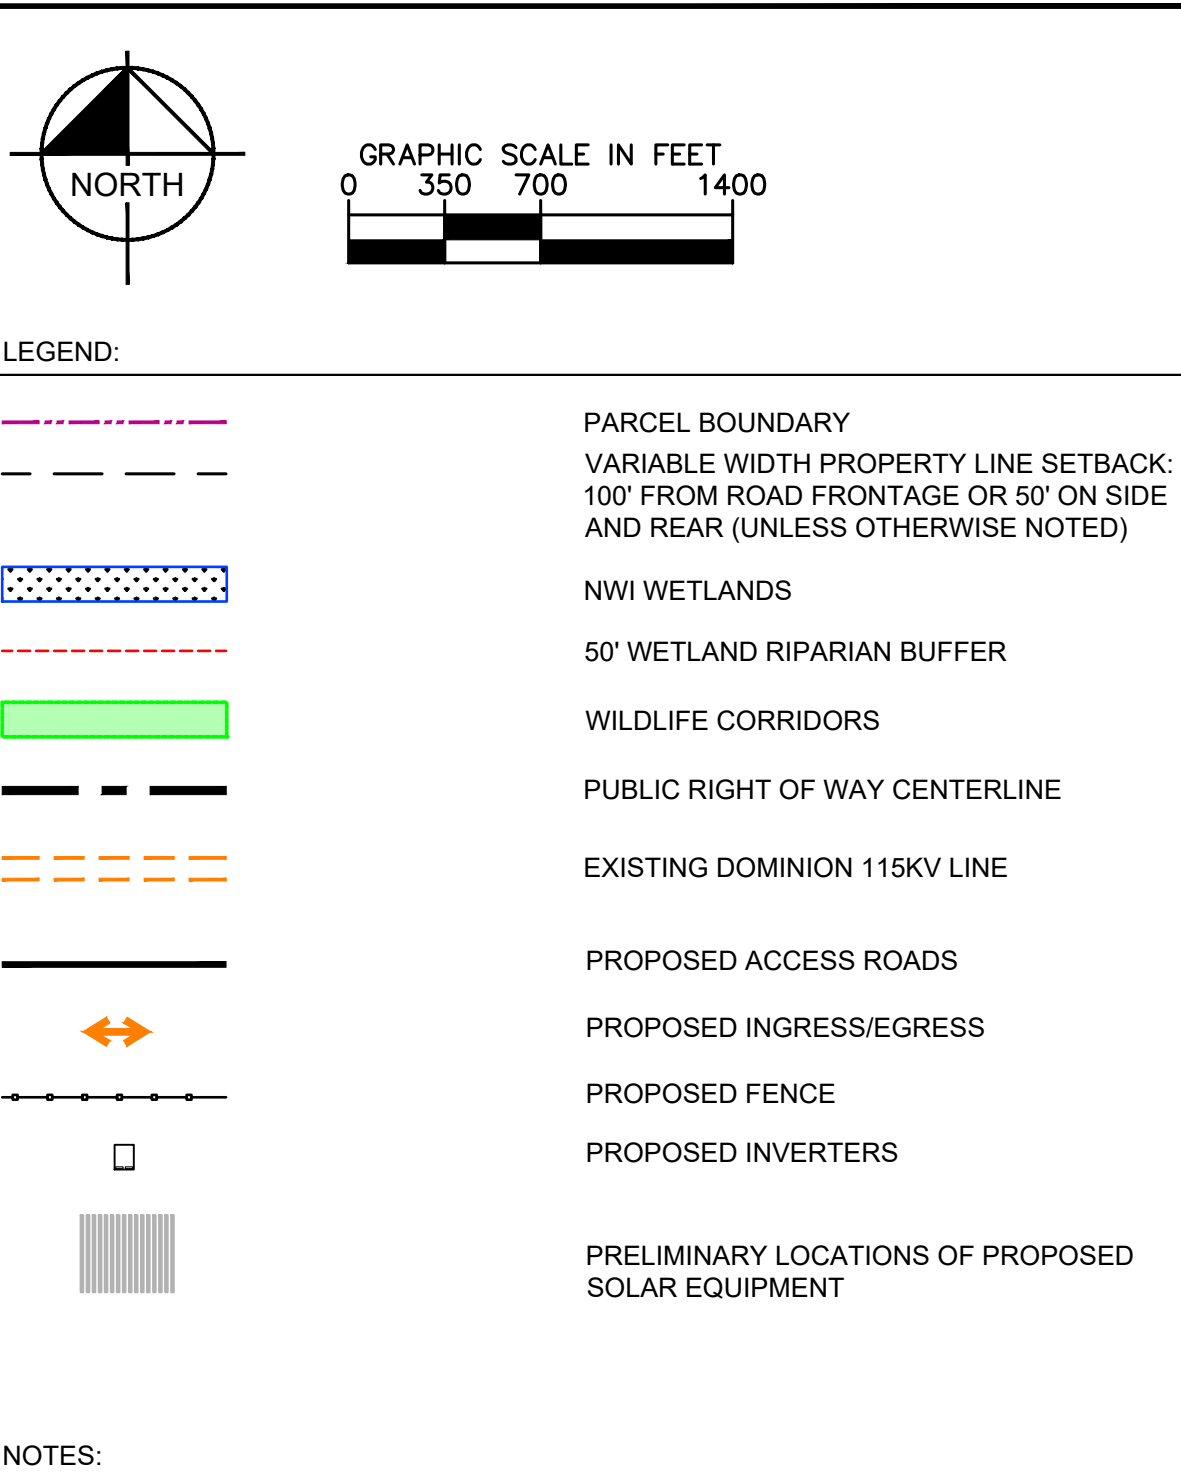 NORTH
GRAPHIC SCALE IN FEET
0 350 700 1400
LEGEND:
PARCEL BOUNDARY
VARIABLE WIDTH PROPERTY LINE SETBACK:
100' FROM ROAD FRONTAGE OR 50' ON SIDE
AND REAR (UNLESS OTHERWISE NOTED)
NWI WETLANDS
50' WETLAND RIPARIAN BUFFER
WILDLIFE CORRIDORS
PUBLIC RIGHT OF WAY CENTERLINE
EXISTING DOMINION 115KV LINE
PROPOSED ACCESS ROADS
PROPOSED INGRESS/EGRESS
PROPOSED FENCE
PROPOSED INVERTERS
PRELIMINARY LOCATIONS OF PROPOSED
SOLAR EQUIPMENT
NOTES: